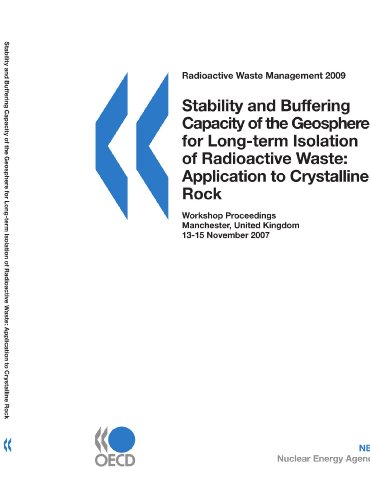 Stability and Buffering Capacity of the Geosphere for Long-term Isolation of Radioactive Waste: Application to Crystalline Rock
Radioactive Waste Management 2009
Stability and Buffering
Capacity of the Geosphere
for Long-term Isolation
of Radioactive Waste:
Application to Crystalline
Rock
Workshop Proceedings
Manchester, United Kingdom
13-15 November 2007
OECD
NE
Nuclear Energy Agenc